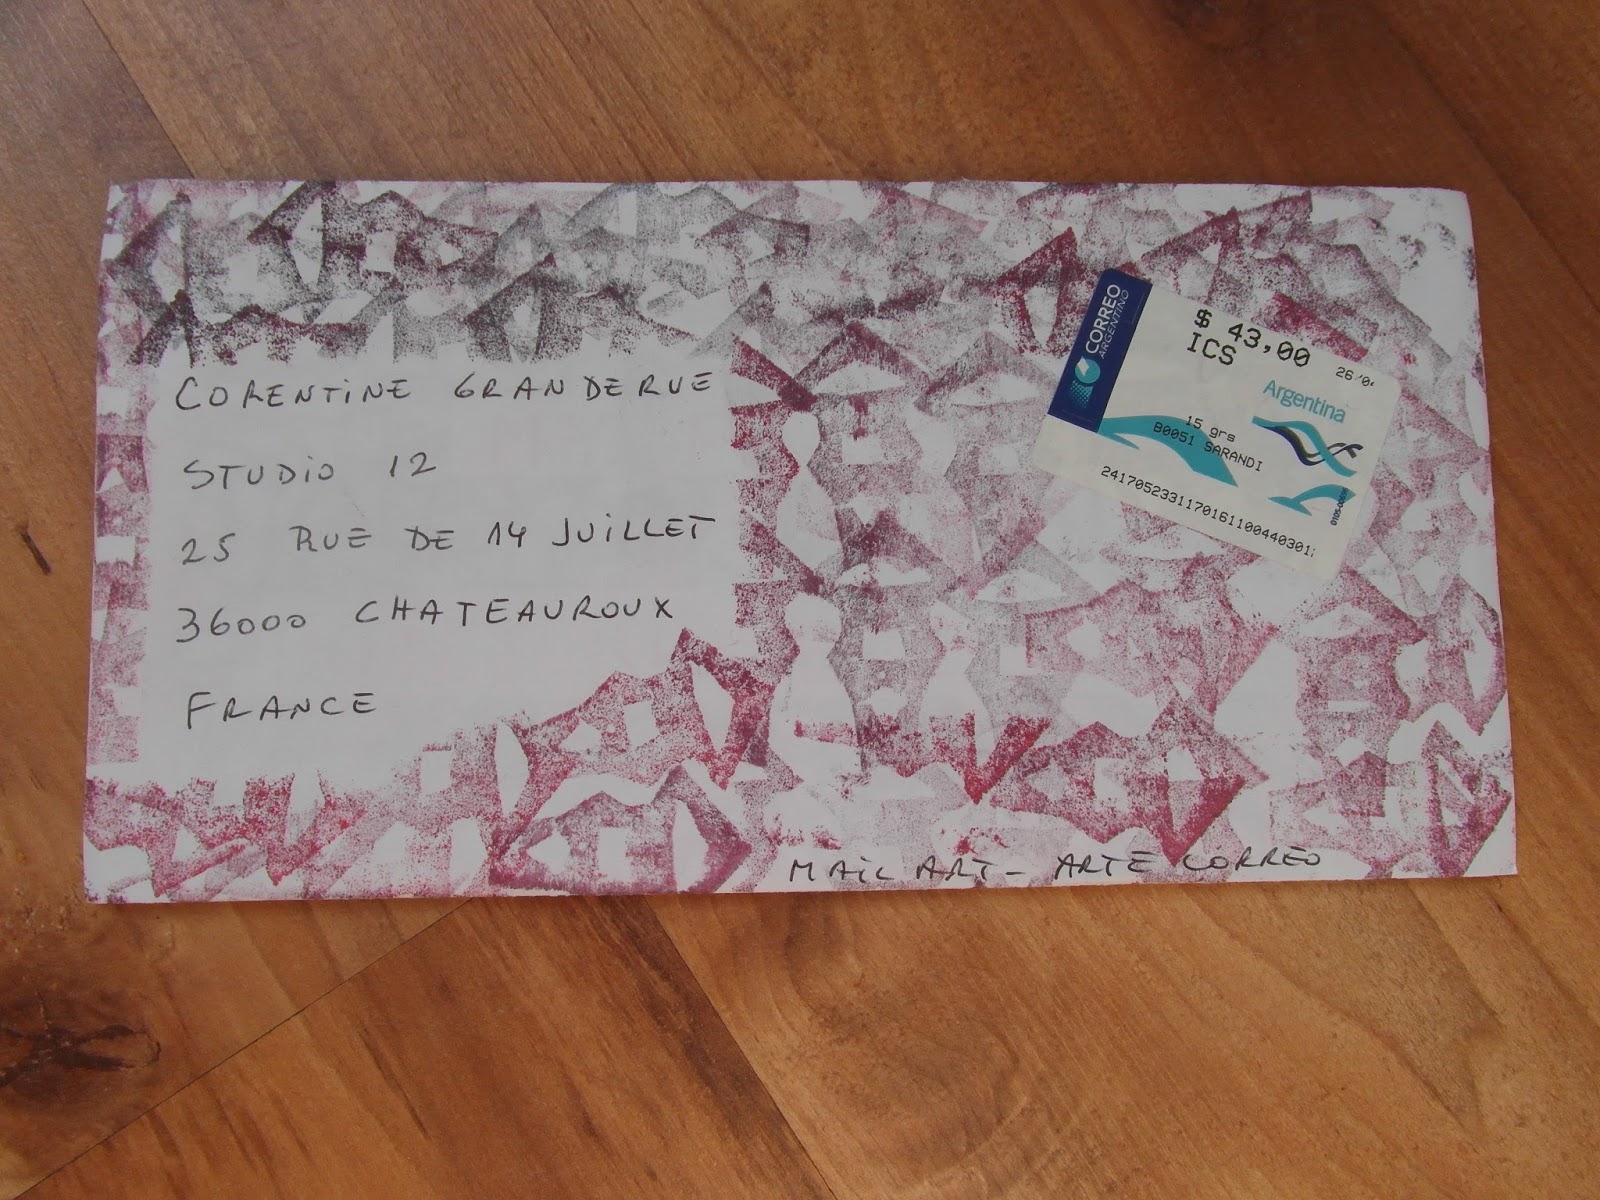 CORENTINE GRANDERUE
STUDIO 12
25 RUE DE 14 JUILLET
36000 CHATEAUROUX
FRANCE
CORREO
ARGENTINO
$ 43,00
ICS
Argentina
15 grs
B0051 SARANDI
MAIL ART - ARTE CORREO